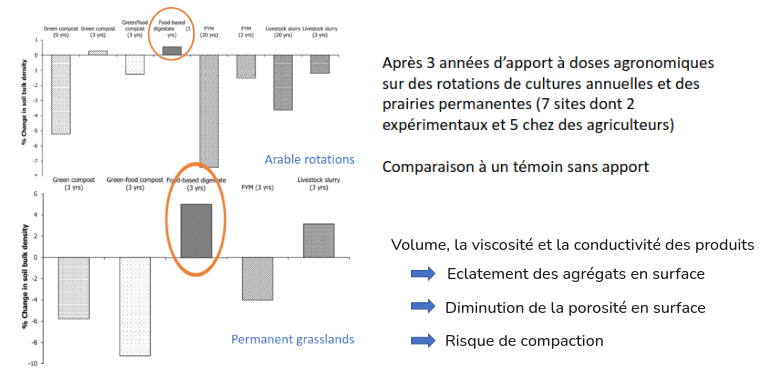 Green compost (9 yrs)
Green compost (3 yrs)
Green/food compost (3 yrs)
Food-based digestate (3 yrs)
FYM (20 yrs)
FYM (3 yrs)
Livestock slurry (20 yrs)
Livestock slurry (3 yrs)
% Change in soil bulk density
1
0
-1
-2
-3
-4
-5
-6
-7
Arable rotations
Green compost (3 yrs)
Green-food compost (3 yrs)
Food-based digestate (3 yrs)
FYM (3 yrs)
Livestock slurry (3 yrs)
% Change in soil bulk density
6
4
2
0
-2
-4
-6
-8
-10
Permanent grasslands
Après 3 années d’apport à doses agronomiques
sur des rotations de cultures annuelles et des
prairies permanentes (7 sites dont 2
expérimentaux et 5 chez des agriculteurs)
Comparaison à un témoin sans apport
Volume, la viscosité et la conductivité des produits
Eclatement des agrégats en surface
Diminution de la porosité en surface
Risque de compaction